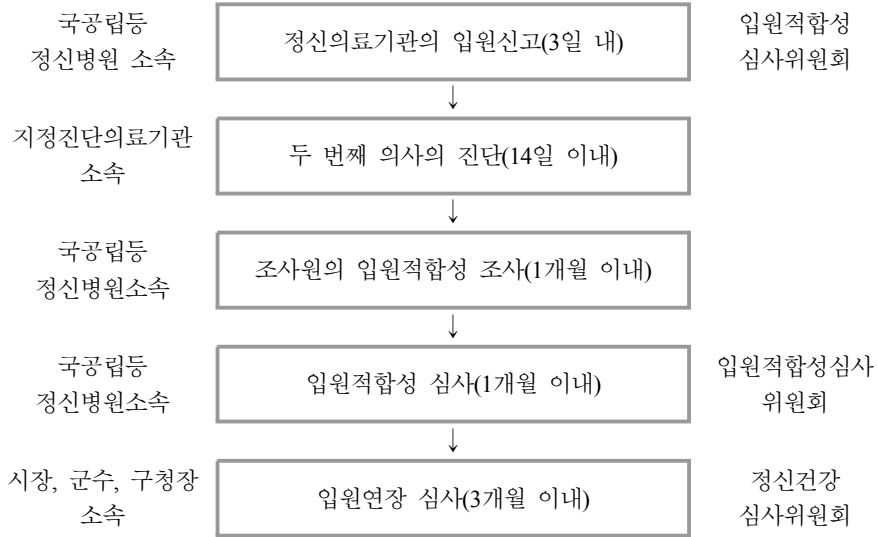 국공립등
정신병원 소속
정신의료기관의 입원신고(3일 내)
입원적합성
심사위원회
↓
지정진단의료기관
소속
두 번째 의사의 진단(14일 이내)
↓
국공립등
정신병원소속
조사원의 입원적합성 조사(1개월 이내)
↓
국공립등
정신병원소속
입원적합성 심사(1개월 이내)
입원적합성심사
위원회
↓
시장, 군수, 구청장
소속
입원연장 심사(3개월 이내)
정신건강
심사위원회